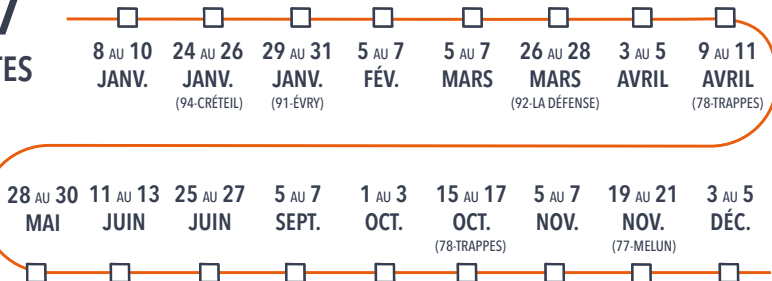 7
TES
8 AU 10 JANV.
24 AU 26 JANV. (94-CRÉTEIL)
29 AU 31 JANV. (91-ÉVRY)
5 AU 7 FÉV.
5 AU 7 MARS
26 AU 28 MARS (92-LA DÉFENSE)
3 AU 5 AVRIL
9 AU 11 AVRIL (78-TRAPPES)
28 AU 30 MAI
11 AU 13 JUIN
25 AU 27 JUIN
5 AU 7 SEPT.
1 AU 3 OCT.
15 AU 17 OCT. (78-TRAPPES)
5 AU 7 NOV.
19 AU 21 NOV. (77-MELUN)
3 AU 5 DÉC.